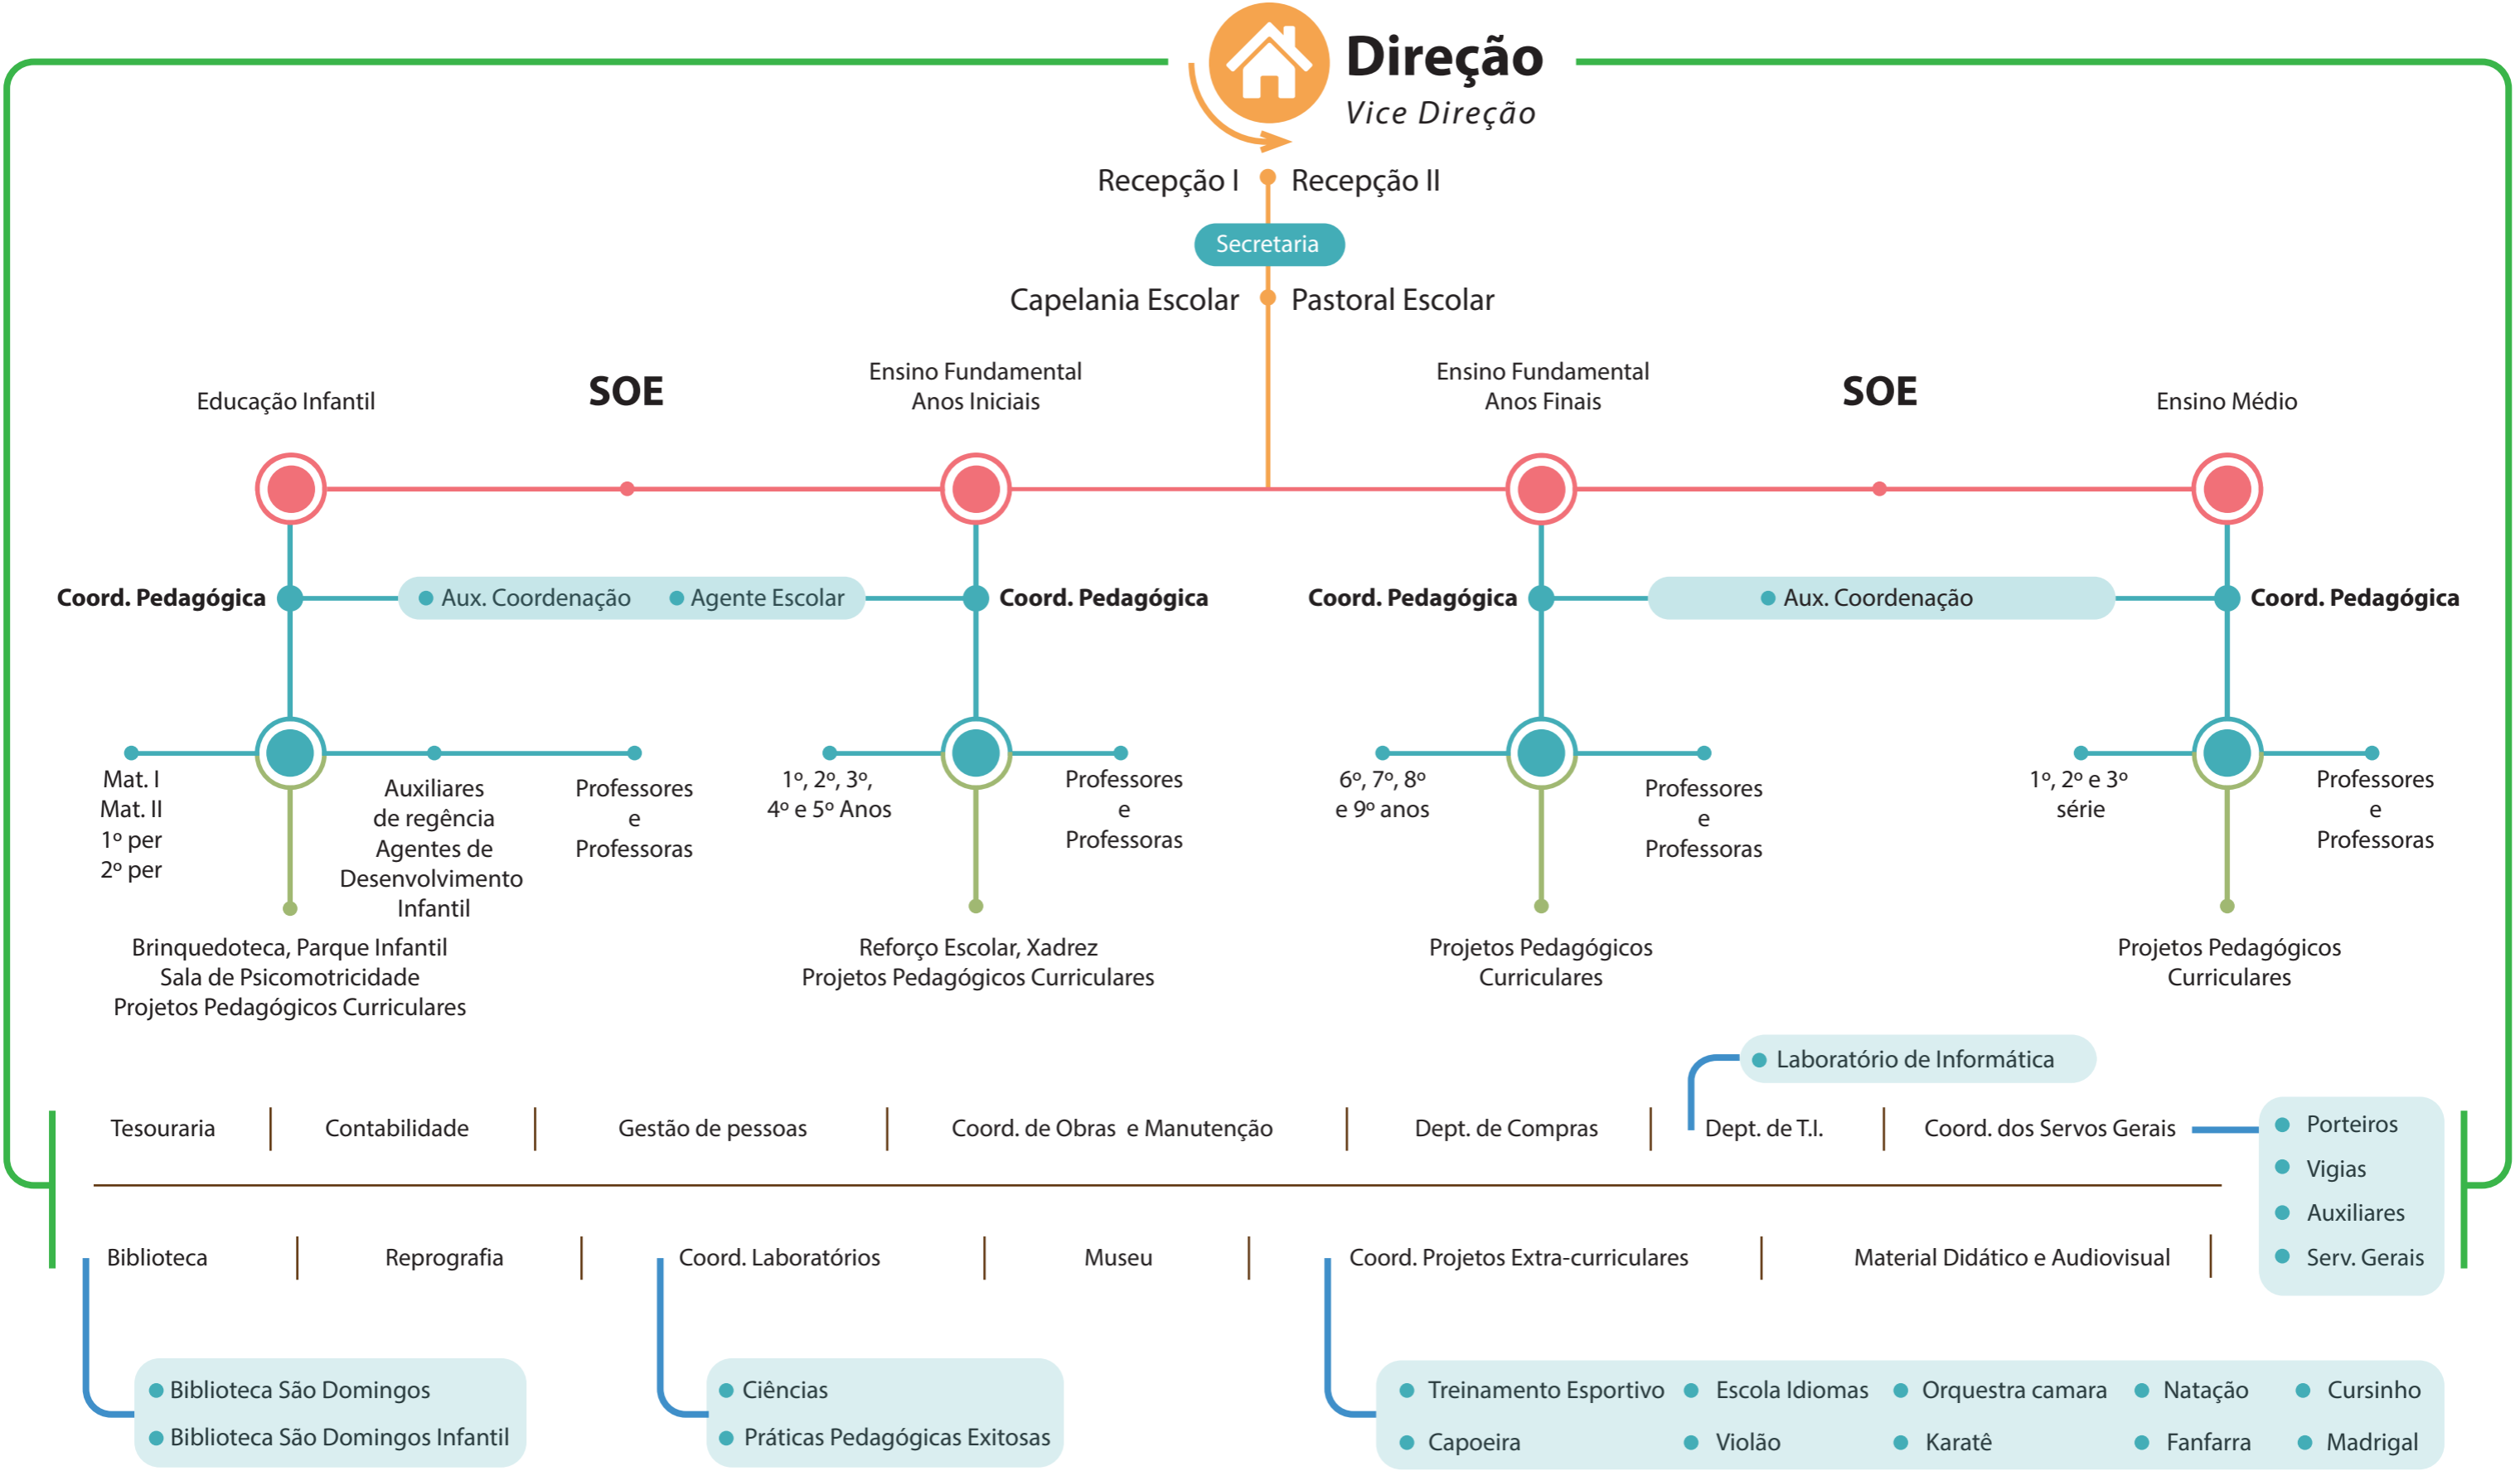 Direção
Vice Direção
Recepção I
Recepção II
Secretaria
Capelania Escolar
Pastoral Escolar
Educação Infantil
SOE
Ensino Fundamental
Anos Iniciais
Ensino Fundamental
Anos Finais
SOE
Ensino Médio
Coord. Pedagógica
Aux. Coordenação
Agente Escolar
Coord. Pedagógica
Coord. Pedagógica
Aux. Coordenação
Coord. Pedagógica
Mat. I
Mat. II
1º per
2º per
Auxiliares
de regência
Agentes de
Desenvolvimento
Infantil
Professores
e
Professoras
1º, 2º, 3º,
4º e 5º Anos
Professores
e
Professoras
6º, 7º, 8º
e 9º anos
Professores
e
Professoras
1º, 2º e 3º
série
Professores
e
Professoras
Brinquedoteca, Parque Infantil
Sala de Psicomotricidade
Projetos Pedagógicos Curriculares
Reforço Escolar, Xadrez
Projetos Pedagógicos Curriculares
Projetos Pedagógicos
Curriculares
Projetos Pedagógicos
Curriculares
Laboratório de Informática
Tesouraria
Contabilidade
Gestão de pessoas
Coord. de Obras e Manutenção
Dept. de Compras
Dept. de T.I.
Coord. dos Servos Gerais
Porteiros
Vigias
Auxiliares
Serv. Gerais
Biblioteca
Reprografia
Coord. Laboratórios
Museu
Coord. Projetos Extra-curriculares
Material Didático e Audiovisual
Biblioteca São Domingos
Biblioteca São Domingos Infantil
Ciências
Práticas Pedagógicas Exitosas
Treinamento Esportivo
Escola Idiomas
Orquestra camara
Natação
Cursinho
Capoeira
Violão
Karatê
Fanfarra
Madrigal